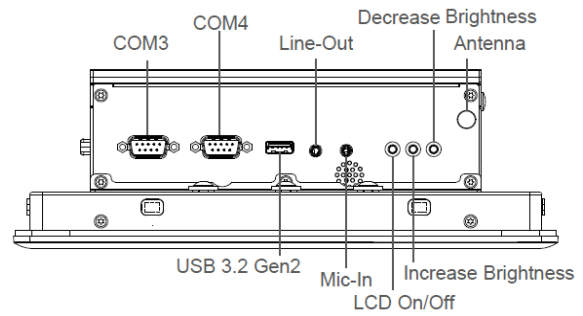 Decrease Brightness
COM3
COM4
Line-Out
Antenna
USB 3.2 Gen2
Mic-In
Increase Brightness
LCD On/Off